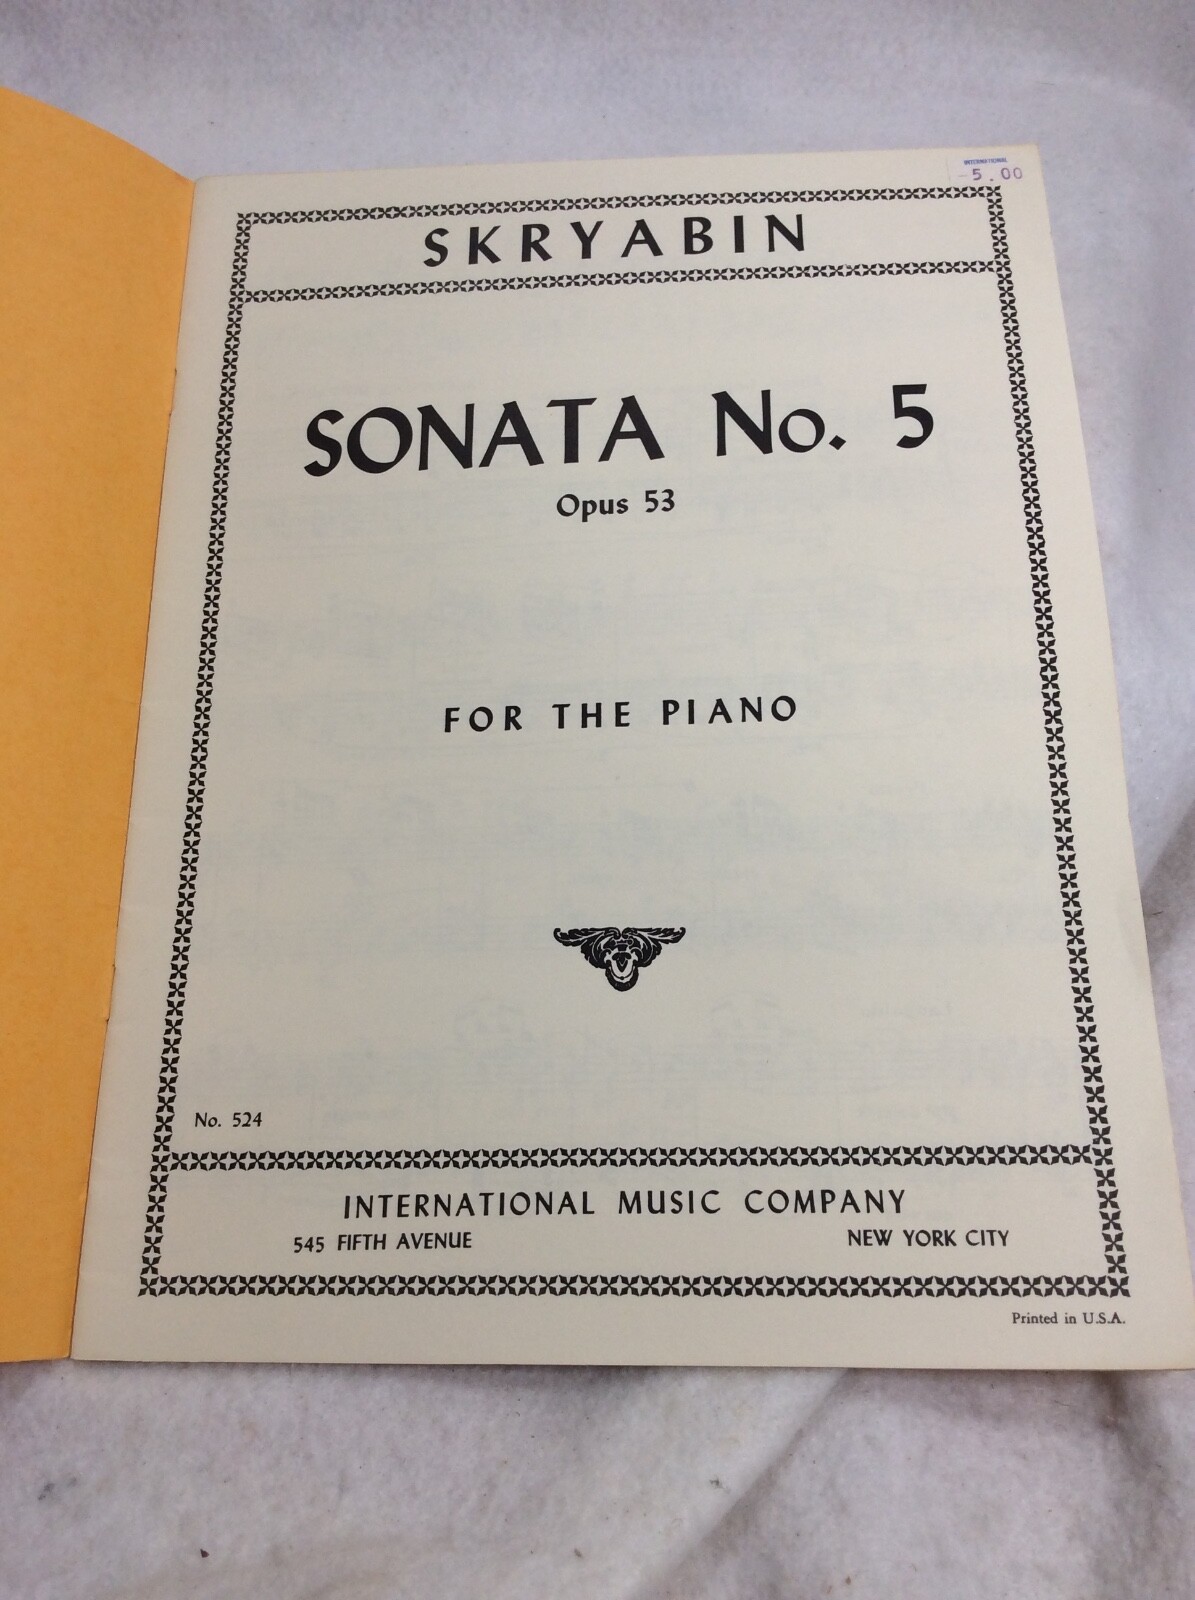 INTERNATIONAL
-5.00
SKRYABIN
SONATA No. 5
Opus 53
FOR THE PIANO
No. 524
INTERNATIONAL MUSIC COMPANY
545 FIFTH AVENUE NEW YORK CITY
Printed in U.S.A.